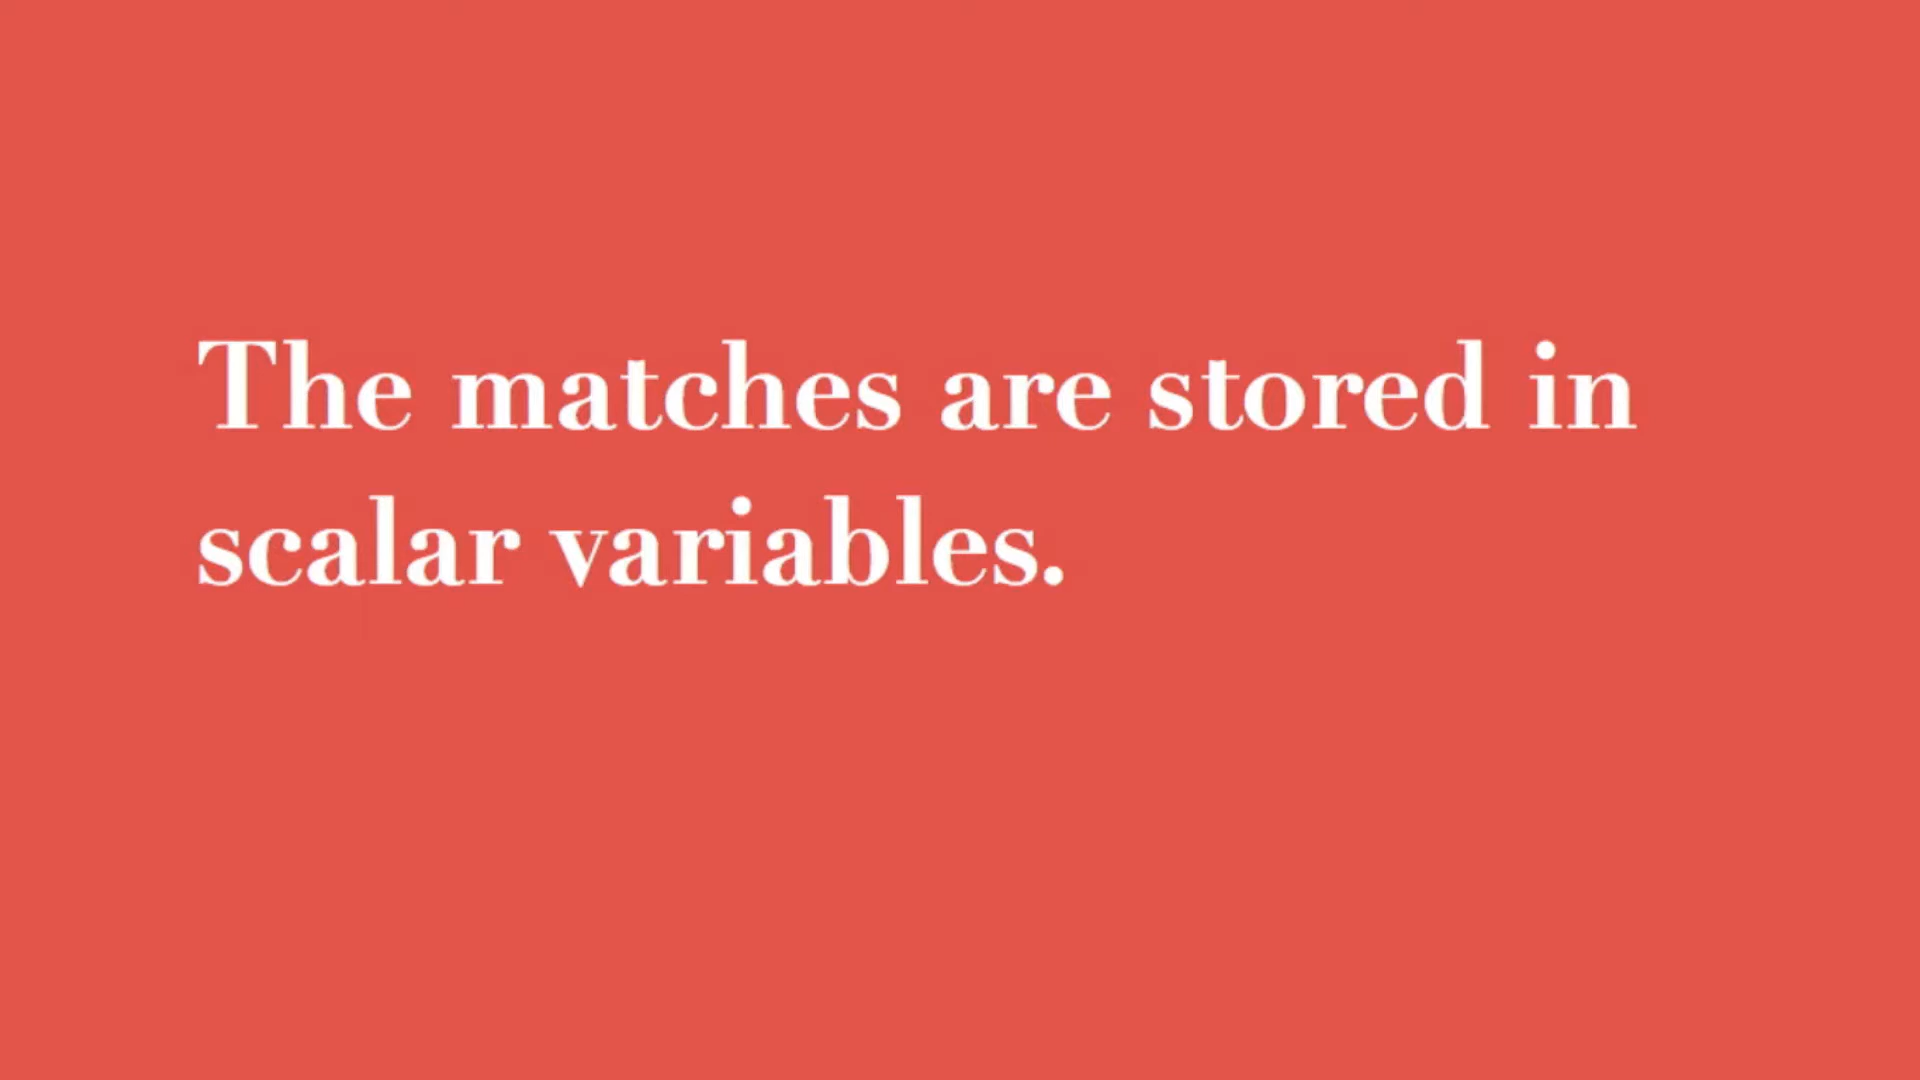 The matches are stored in
scalar variables.